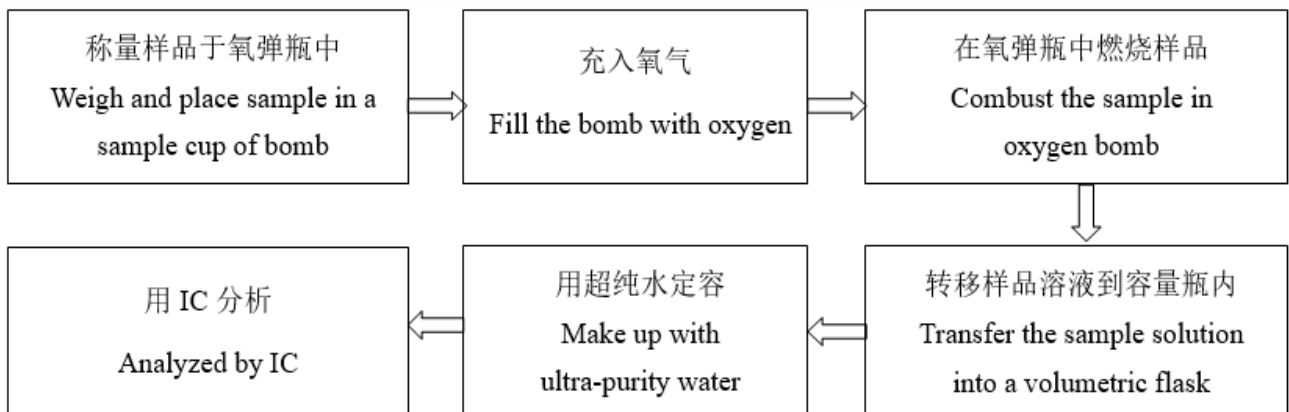 称量样品于氧弹瓶中
Weigh and place sample in a
sample cup of bomb
充入氧气
Fill the bomb with oxygen
在氧弹瓶中燃烧样品
Combust the sample in
oxygen bomb
转移样品溶液到容量瓶内
Transfer the sample solution
into a volumetric flask
用超纯水定容
Make up with
ultra-purity water
用 IC 分析
Analyzed by IC